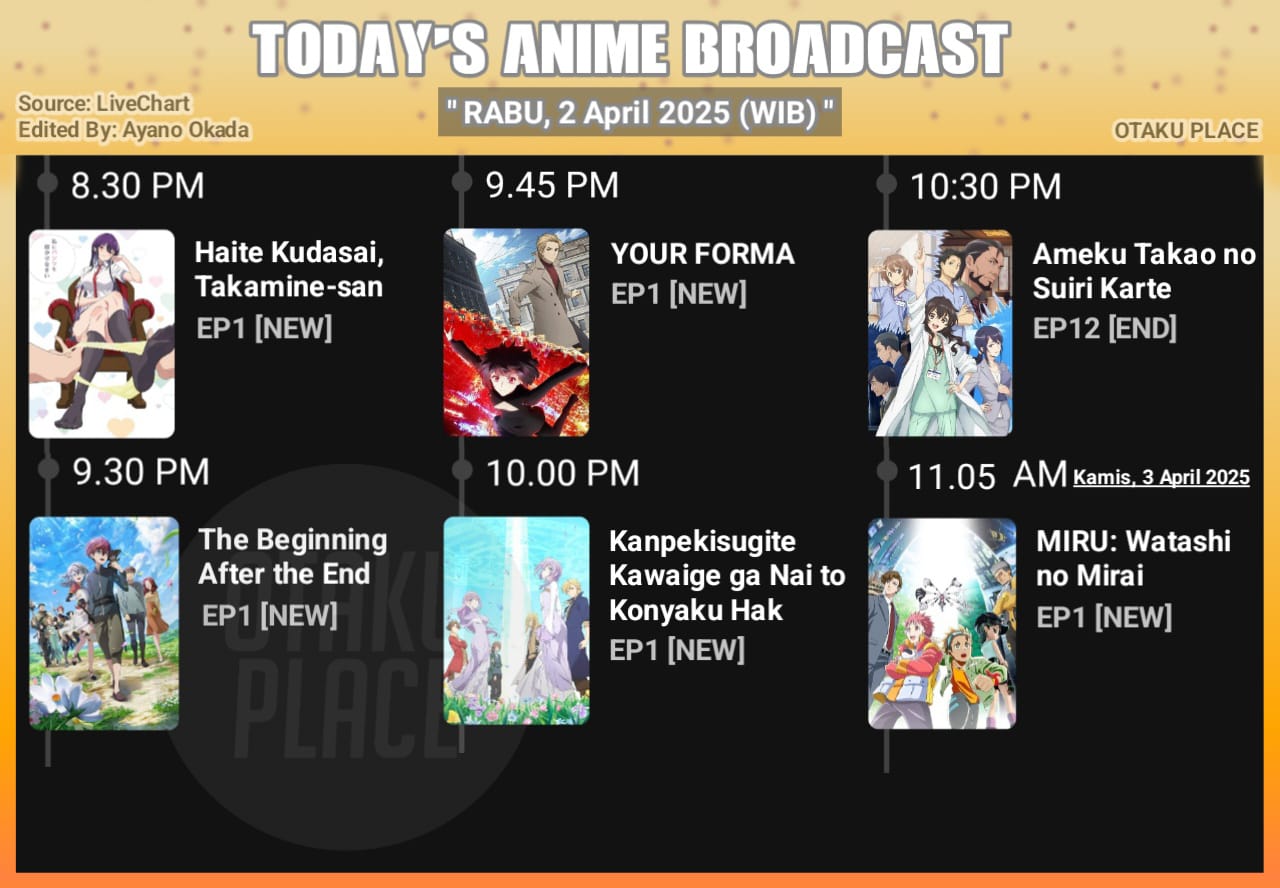 TODAY'S ANIME BROADCAST
Source: LiveChart
Edited By: Ayano Okada
" RABU, 2 April 2025 (WIB) "
OTAKU PLACE
8.30 PM
Haite Kudasai,
Takamine-san
EP1 [NEW]
9.30 PM
The Beginning
After the End
EP1 [NEW]
9.45 PM
YOUR FORMA
EP1 [NEW]
10.00 PM
Kanpekisugite
Kawaige ga Nai to
Konyaku Hak
EP1 [NEW]
10:30 PM
Ameku Takao no
Suiri Karte
EP12 [END]
11.05 AM Kamis, 3 April 2025
MIRU: Watashi
no Mirai
EP1 [NEW]
OTAKU
PLACE